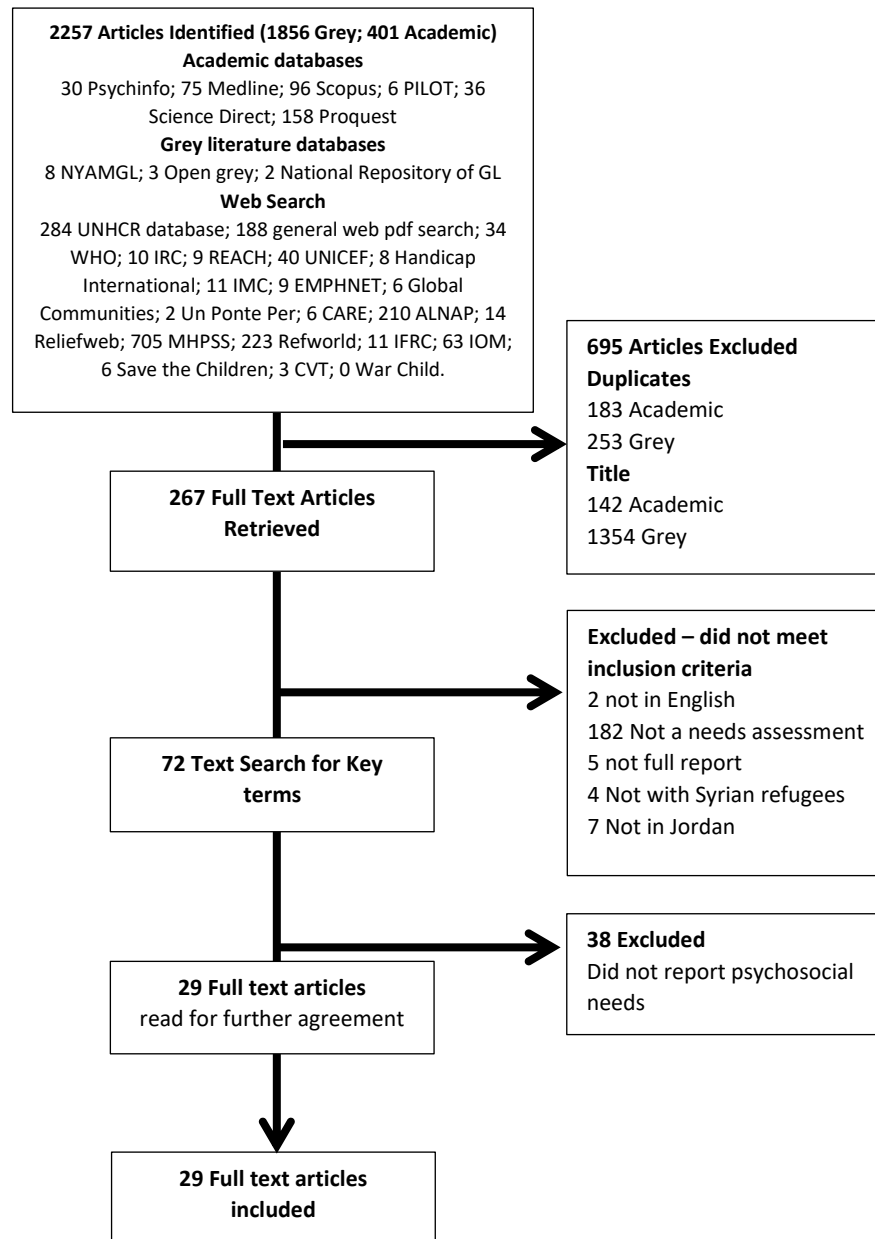 2257 Articles Identified (1856 Grey; 401 Academic)
Academic databases
30 Psychinfo; 75 Medline; 96 Scopus; 6 PILOT; 36
Science Direct; 158 Proquest
Grey literature databases
8 NYAMGL; 3 Open grey; 2 National Repository of GL
Web Search
284 UNHCR database; 188 general web pdf search; 34
WHO; 10 IRC; 9 REACH; 40 UNICEF; 8 Handicap
International; 11 IMC; 9 EMPHNET; 6 Global
Communities; 2 Un Ponte Per; 6 CARE; 210 ALNAP; 14
Reliefweb; 705 MHPSS; 223 Refworld; 11 IFRC; 63 IOM;
6 Save the Children; 3 CVT; 0 War Child.
695 Articles Excluded
Duplicates
183 Academic
253 Grey
Title
142 Academic
1354 Grey
267 Full Text Articles
Retrieved
Excluded – did not meet
inclusion criteria
2 not in English
182 Not a needs assessment
5 not full report
4 Not with Syrian refugees
7 Not in Jordan
72 Text Search for Key
terms
38 Excluded
Did not report psychosocial
needs
29 Full text articles
read for further agreement
29 Full text articles
included